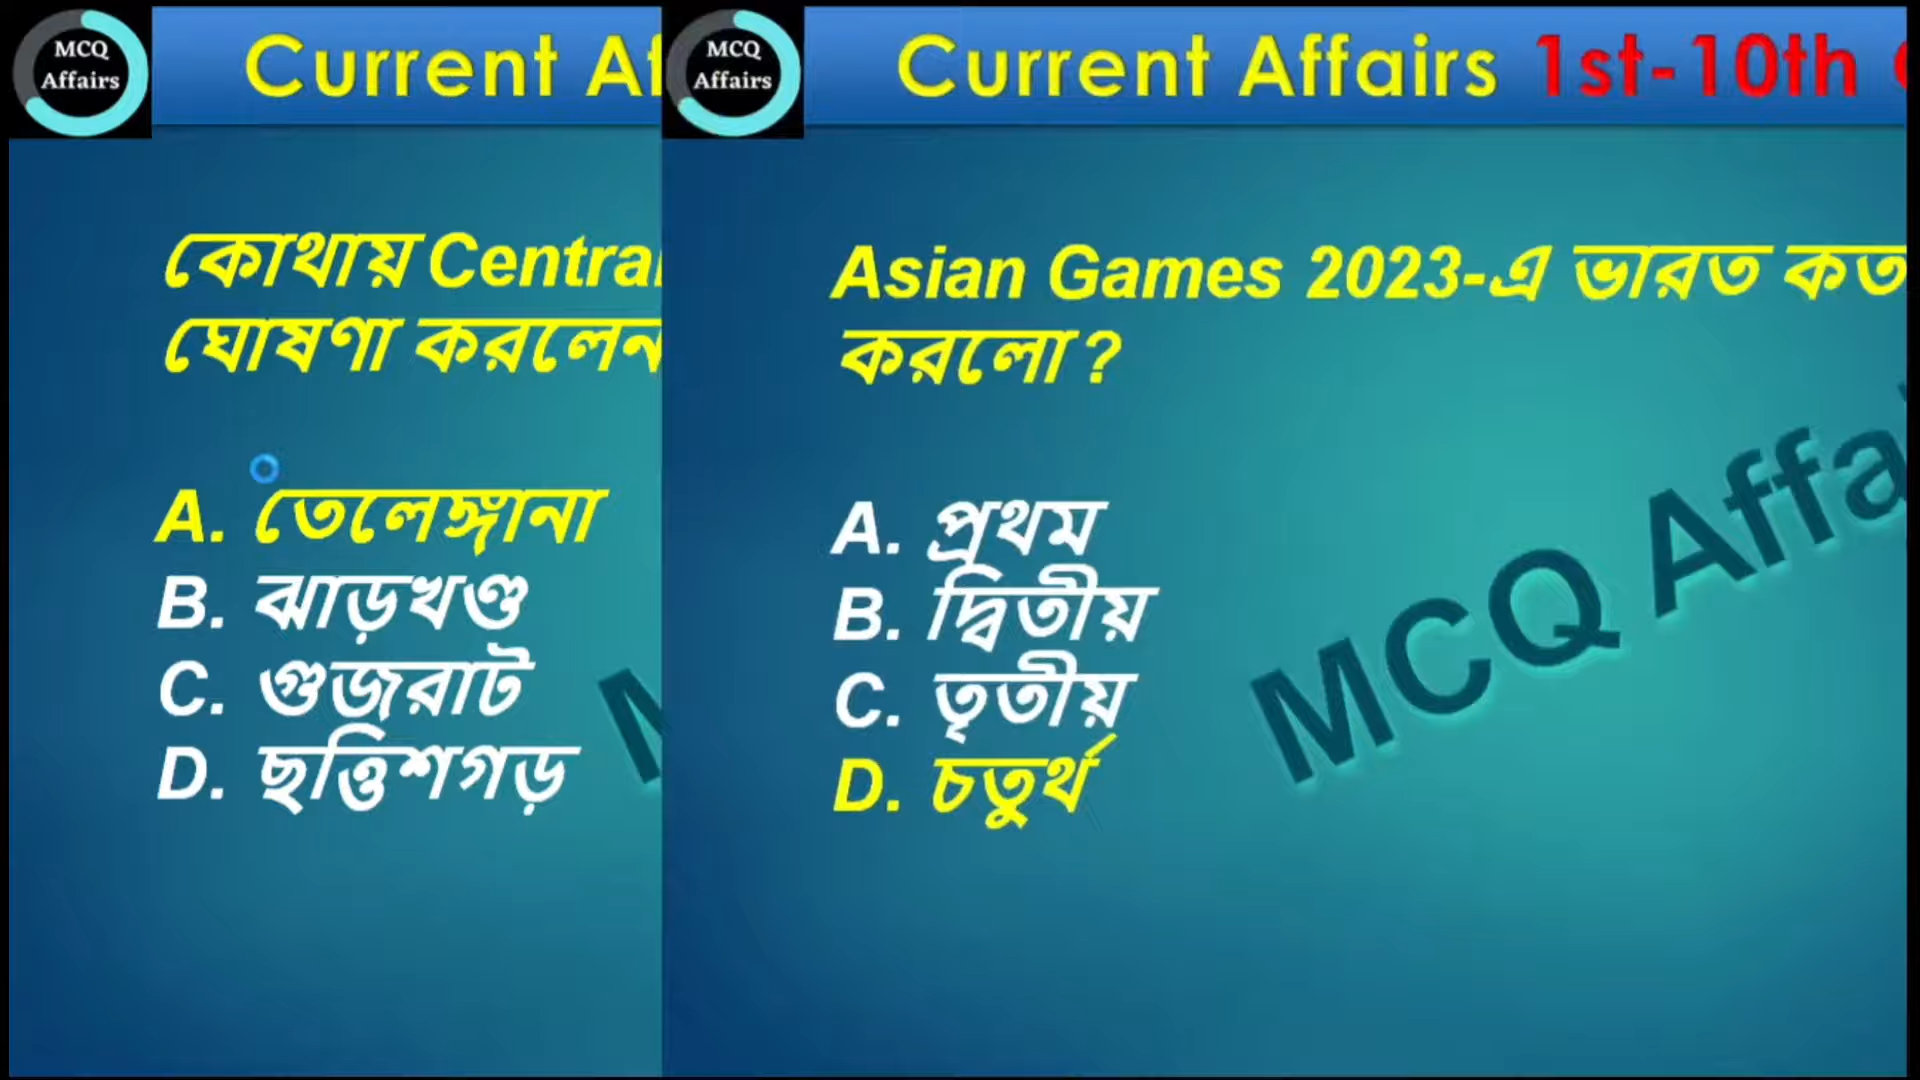 MCQ
Affairs
Current Af
কোথায় Central
ঘোষণা করলেন
A. তেলেঙ্গানা
B. ঝাড়খণ্ড
C. গুজরাট
D. ছত্তিশগড়
MCQ
Affairs
Current Affairs 1st-10th
Asian Games 2023-এ ভারত কত
করলো?
A. প্রথম
B. দ্বিতীয়
C. তৃতীয়
D. চতুর্থ
MCQ Affai